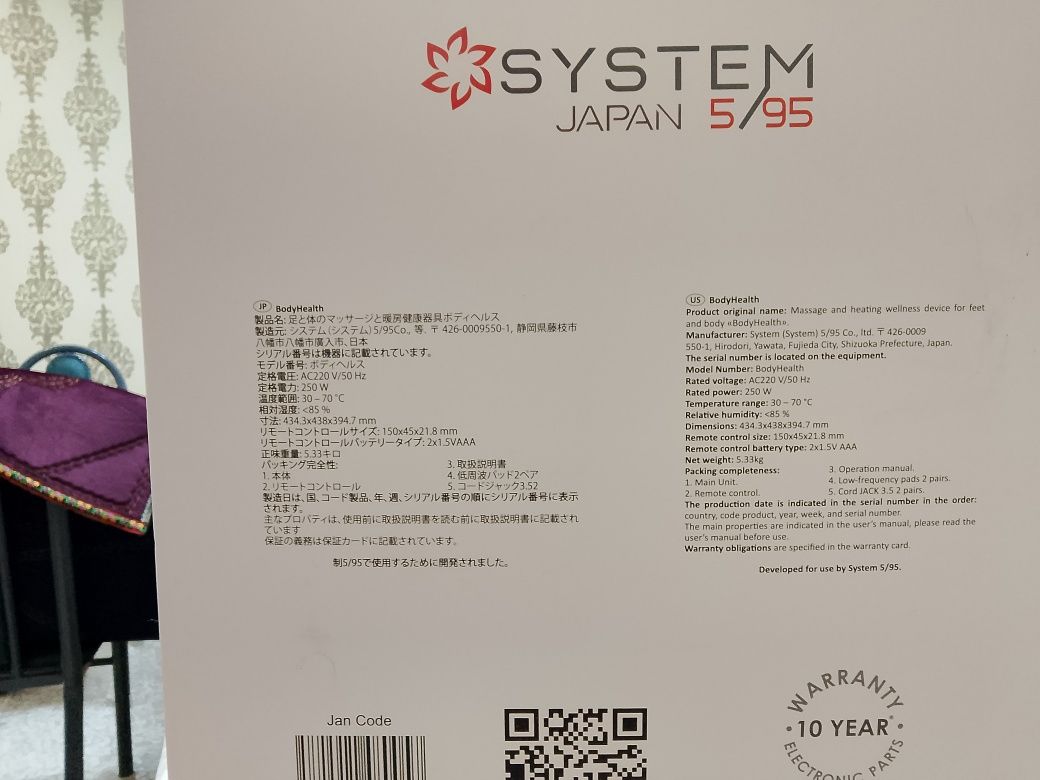 SYSTEM
JAPAN 5/95
JP BodyHealth
製品名: 足と体のマッサージと暖房健康器具ボディヘルス
製造元: システム(システム) 5/95Co., 等. 〒 426-0009550-1, 静岡県藤枝市
八幡市八幡市廣入市、日本
シリアル番号は機器に記載されています。
モデル番号: ボディヘルス
定格電圧: AC220 V/50 Hz
定格電力: 250 W
温度範囲: 30 – 70 °C
相対湿度: <85 %
寸法: 434.3x438x394.7 mm
リモートコントロールサイズ: 150x45x21.8 mm
リモートコントロールバッテリータイプ: 2x1.5VAAA
正味重量: 5.33キロ
パッキング完全性:
1. 本体
2. リモートコントロール
3. 取扱説明書
4. 低周波パッド2ペア
5. コードジャック3.52
製造日は、国、コード製品、年、週、シリアル番号の順にシリアル番号に表示
されます。
主なプロパティは、使用前に取扱説明書を読む前に取扱説明書に記載され
ています
保証の義務は保証カードに記載されています。
制5/95で使用するために開発されました。
US BodyHealth
Product original name: Massage and heating wellness device for feet
and body «BodyHealth».
Manufacturer: System (System) 5/95 Co., ltd. 〒 426-0009
550-1, Hirodori, Yawata, Fujieda City, Shizuoka Prefecture, Japan.
The serial number is located on the equipment.
Model Number: BodyHealth
Rated voltage: AC220 V/50 Hz
Rated power: 250 W
Temperature range: 30 – 70 °C
Relative humidity: <85 %
Dimensions: 434.3x438x394.7 mm
Remote control size: 150x45x21.8 mm
Remote control battery type: 2x1.5V AAA
Net weight: 5.33kg
Packing completeness:
1. Main Unit.
2. Remote control.
3. Operation manual.
4. Low-frequency pads 2 pairs.
5. Cord JACK 3.5 2 pairs.
The production date is indicated in the serial number in the order:
country, code product, year, week, and serial number.
The main properties are indicated in the user's manual, please read the
user's manual before use.
Warranty obligations are specified in the warranty card.
Developed for use by System 5/95.
Jan Code
WARRANTY
10 YEAR
ELECTRONIC PARTS